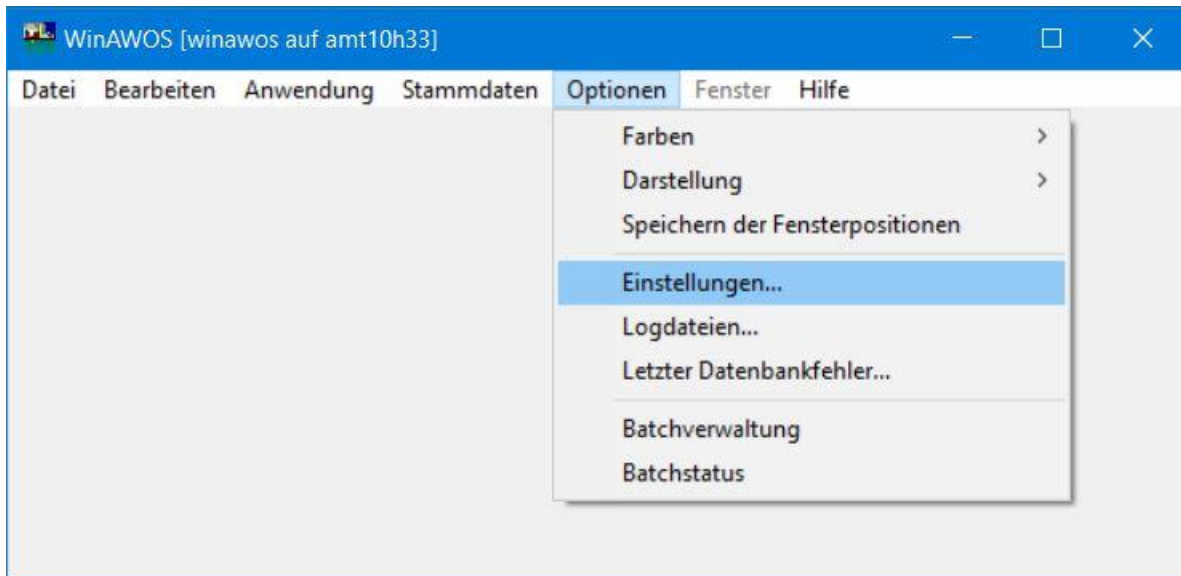 WinAWOS [winawos auf amt10h33]
Datei Bearbeiten Anwendung Stammdaten Optionen Fenster Hilfe
Farben
Darstellung
Speichern der Fensterpositionen
Einstellungen...
Logdateien...
Letzter Datenbankfehler...
Batchverwaltung
Batchstatus